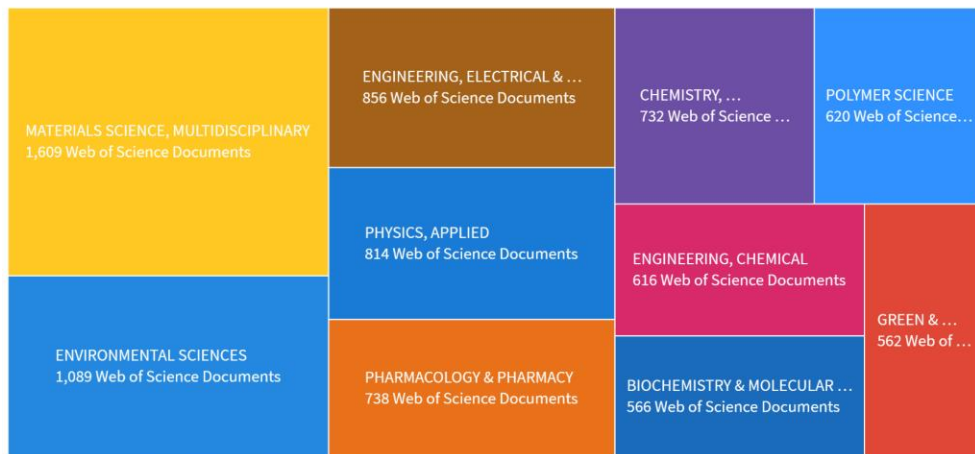 MATERIALS SCIENCE, MULTIDISCIPLINARY
1,609 Web of Science Documents
ENVIRONMENTAL SCIENCES
1,089 Web of Science Documents
ENGINEERING, ELECTRICAL & ...
856 Web of Science Documents
PHYSICS, APPLIED
814 Web of Science Documents
PHARMACOLOGY & PHARMACY
738 Web of Science Documents
CHEMISTRY, ...
732 Web of Science ...
POLYMER SCIENCE
620 Web of Science...
ENGINEERING, CHEMICAL
616 Web of Science Documents
BIOCHEMISTRY & MOLECULAR ...
566 Web of Science Documents
GREEN & ...
562 Web of ...